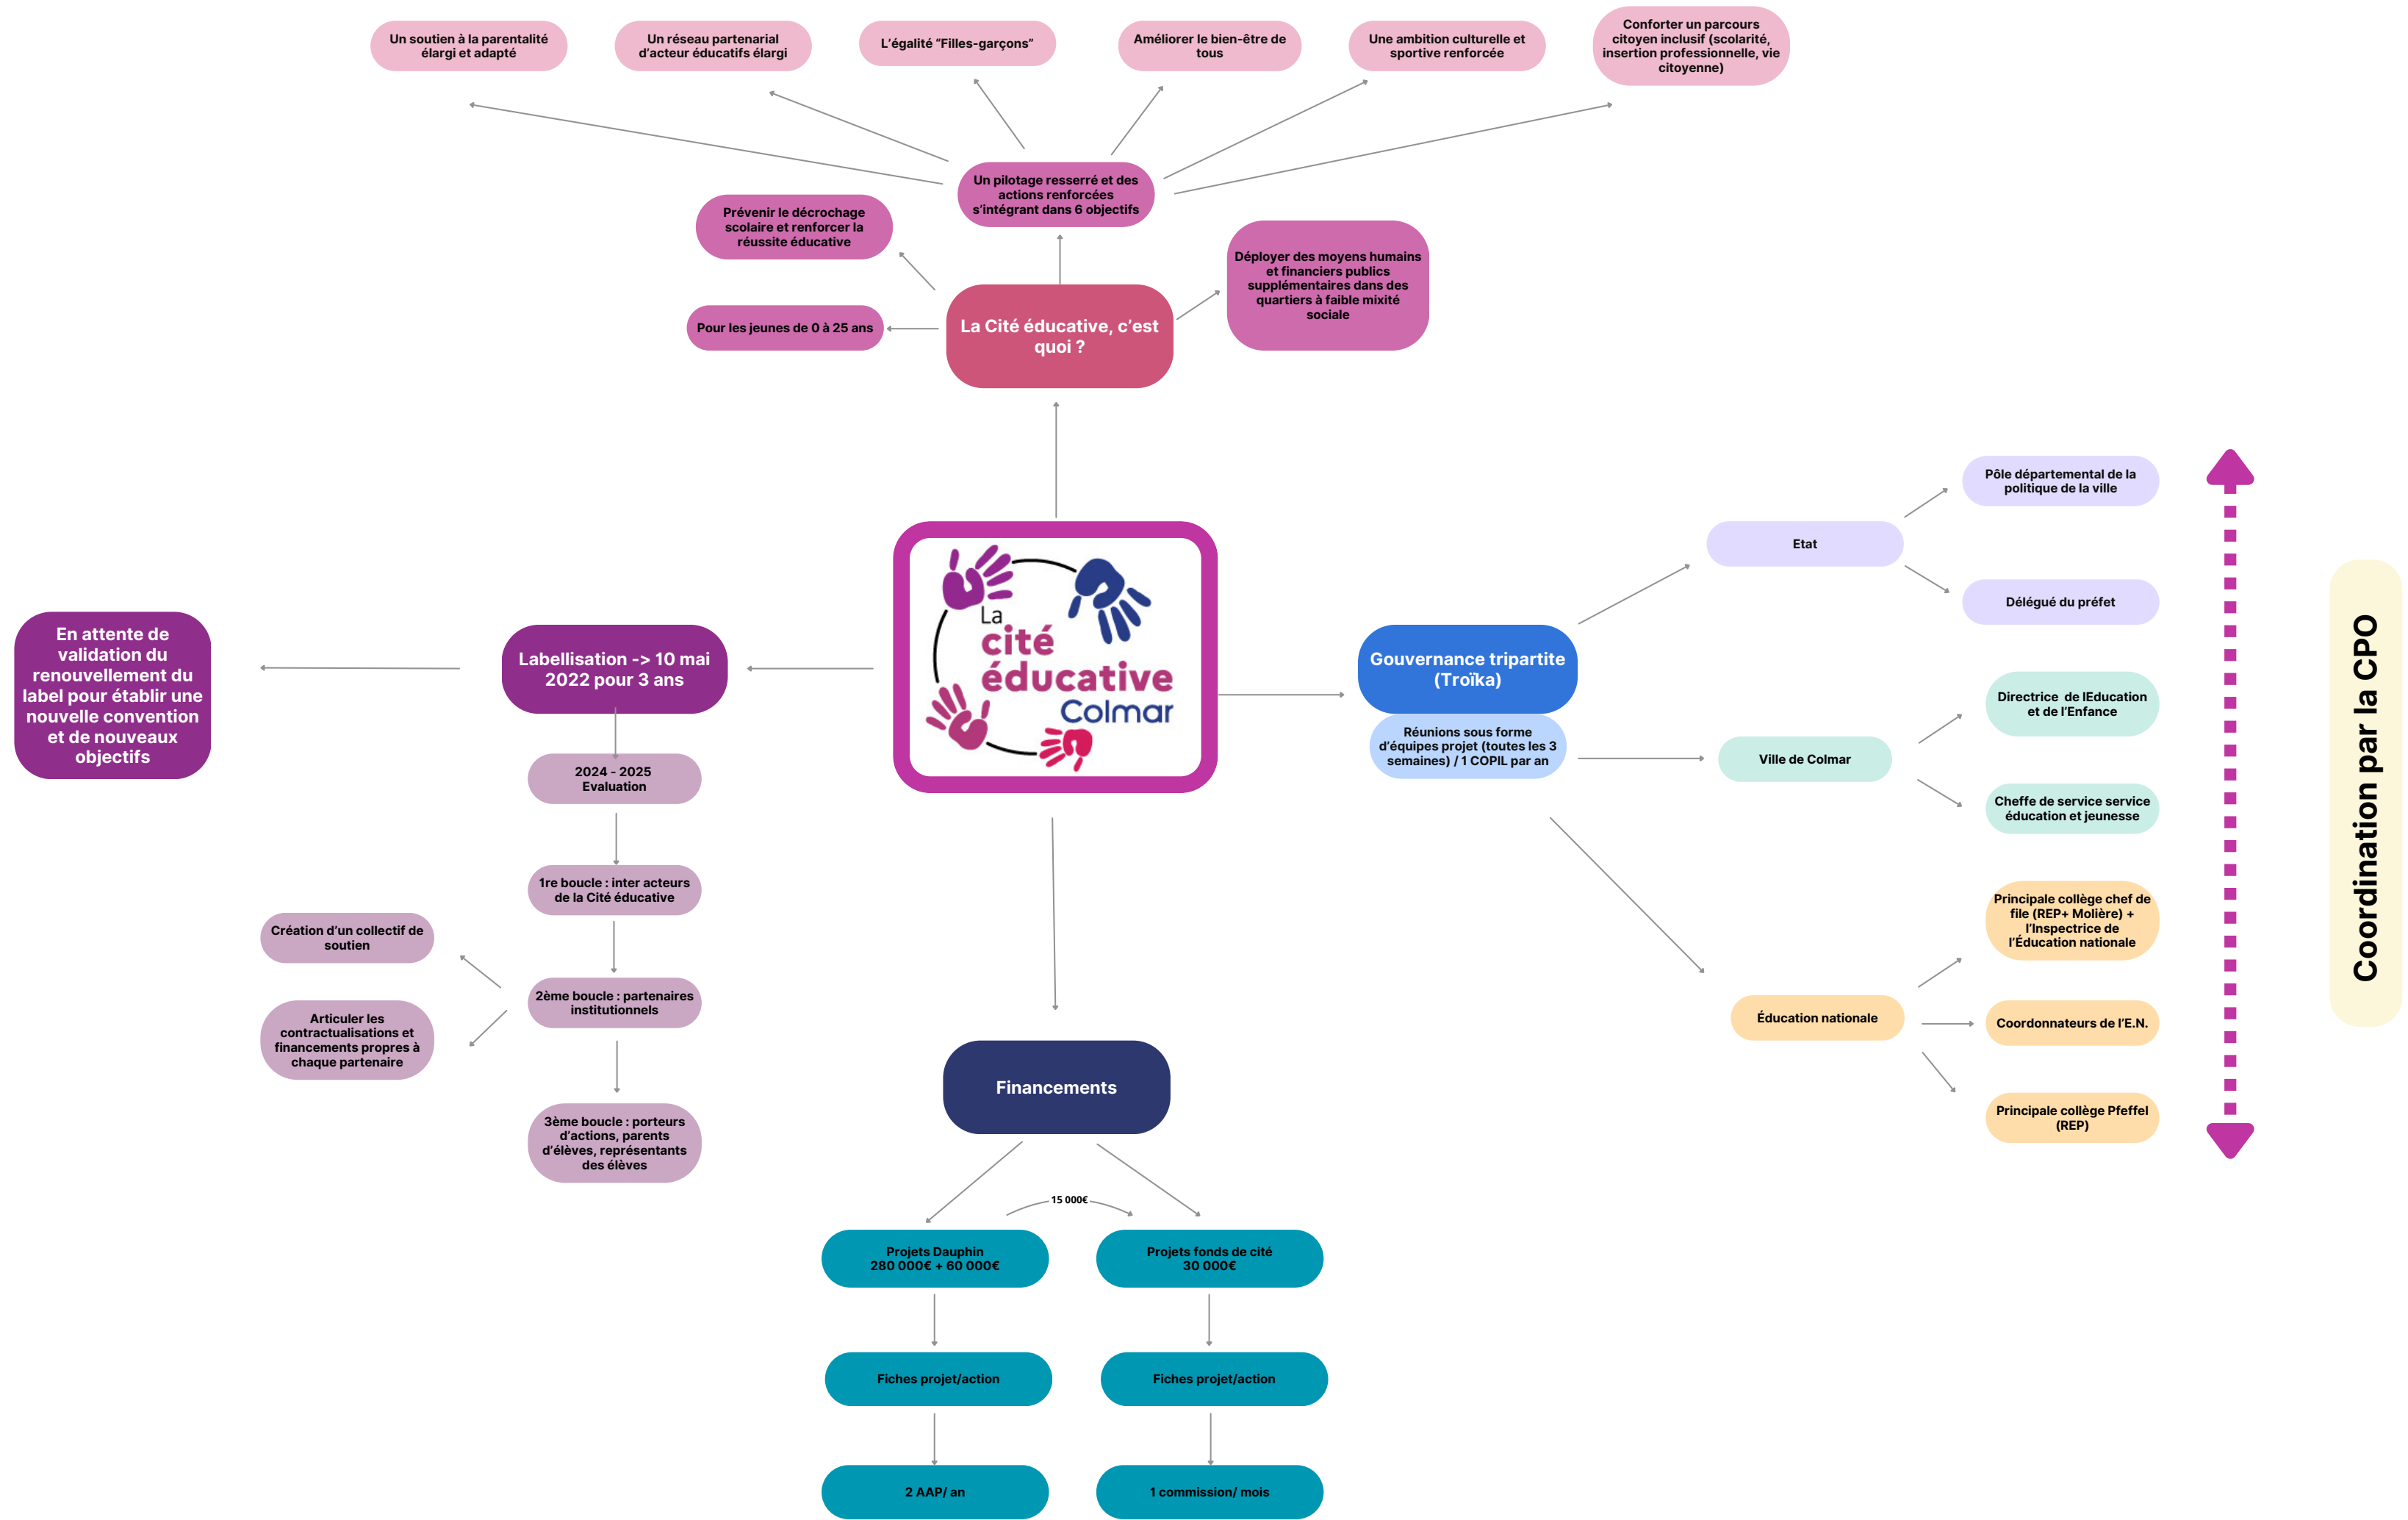 Un soutien à la parentalité
élargi et adapté
Un réseau partenarial
d'acteur éducatifs élargi
L'égalité "Filles-garçons"
Améliorer le bien-être de
tous
Une ambition culturelle et
sportive renforcée
Conforter un parcours
citoyen inclusif (scolarité,
insertion professionnelle, vie
citoyenne)
Un pilotage resserré et des
actions renforcées
s'intégrant dans 6 objectifs
Prévenir le décrochage
scolaire et renforcer la
réussite éducative
Déployer des moyens humains
et financiers publics
supplémentaires dans des
quartiers à faible mixité
sociale
Pour les jeunes de 0 à 25 ans
La Cité éducative, c'est
quoi ?
La
cité
éducative
Colmar
En attente de
validation du
renouvellement du
label pour établir une
nouvelle convention
et de nouveaux
objectifs
Labellisation -> 10 mai
2022 pour 3 ans
2024 - 2025
Evaluation
1re boucle : inter acteurs
de la Cité éducative
Création d'un collectif de
soutien
2ème boucle : partenaires
institutionnels
Articuler les
contractualisations et
financements propres à
chaque partenaire
3ème boucle : porteurs
d'actions, parents
d'élèves, représentants
des élèves
Gouvernance tripartite
(Troïka)
Réunions sous forme
d'équipes projet (toutes les 3
semaines) / 1 COPIL par an
Etat
Pôle départemental de la
politique de la ville
Délégué du préfet
Ville de Colmar
Directrice  de lEducation
et de l'Enfance
Cheffe de service service
éducation et jeunesse
Éducation nationale
Principale collège chef de
file (REP+ Molière) +
l'Inspectrice de
l'Éducation nationale
Coordonnateurs de l'E.N.
Principale collège Pfeffel
(REP)
Coordination par la CPO
Financements
15 000€
Projets Dauphin
280 000€ + 60 000€
Projets fonds de cité
30 000€
Fiches projet/action
Fiches projet/action
2 AAP/ an
1 commission/ mois